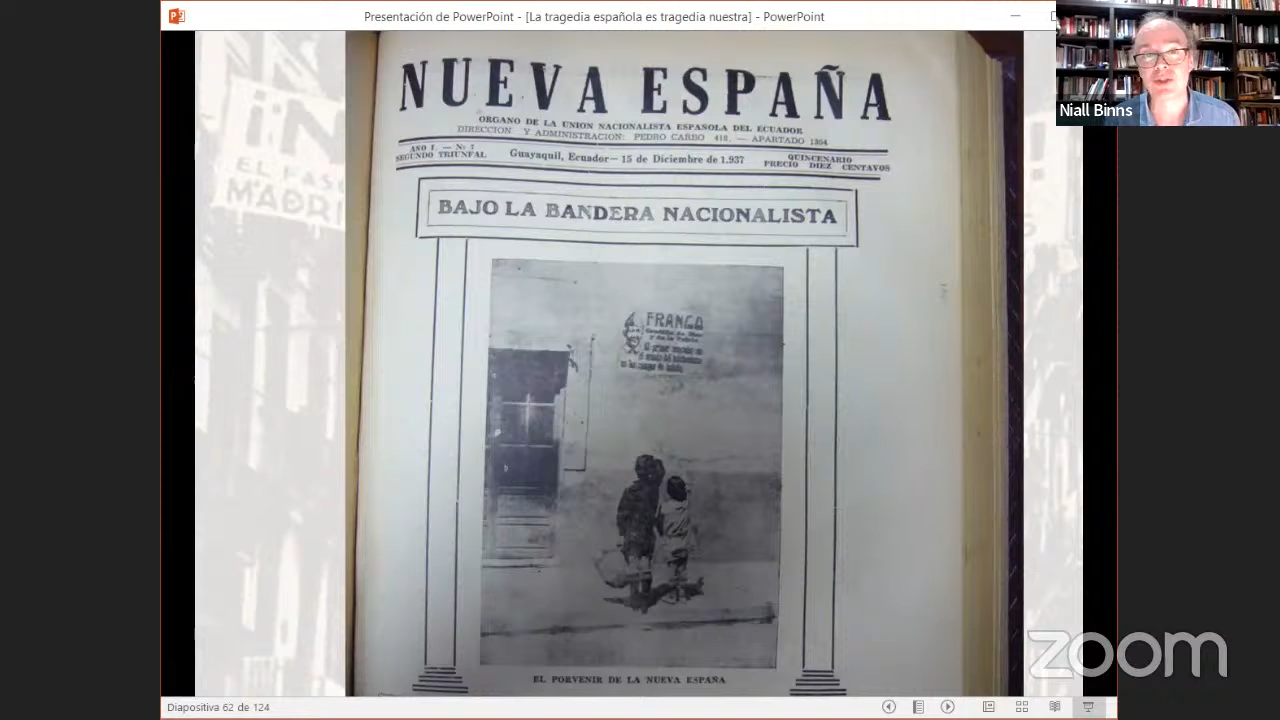 Presentación de PowerPoint - [La tragedia española es tragedia nuestra] - PowerPoint
Niall Binns
EL PASO
MADRI
NUEVA ESPAÑA
ORGANO DE LA UNION NACIONALISTA ESPAÑOLA DEL ECUADOR
DIRECCION Y ADMINISTRACION: PEDRO CARBO 418. — APARTADO 1304
AÑO I. — Nº 7
SEGUNDO TRIUNFAL
Guayaquil, Ecuador— 15 de Diciembre de 1.937
QUINCENARIO
PRECIO DIEZ CENTAVOS
BAJO LA BANDERA NACIONALISTA
FRANCO
EL PORVENIR DE LA NUEVA ESPAÑA
zoom
Diapositiva 62 de 124